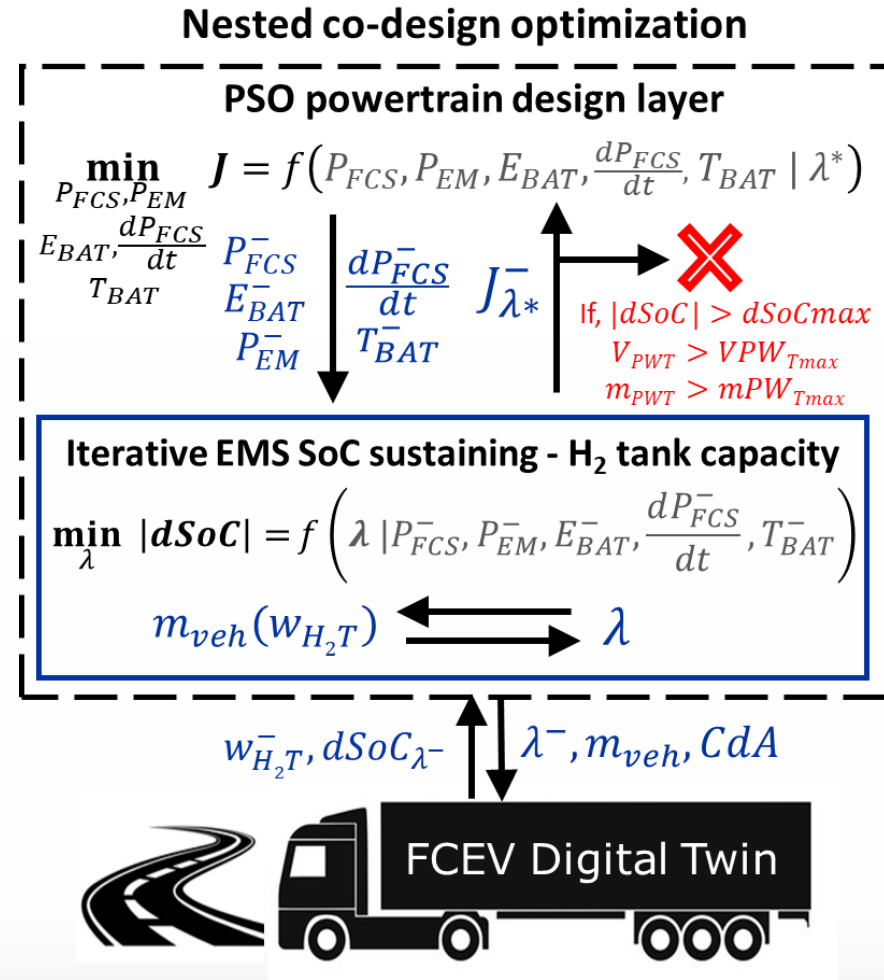 Nested co-design optimization
PSO powertrain design layer
min J = f(P_FCS, P_EM, E_BAT, dP_FCS/dt, T_BAT | λ*)
P_FCS, P_EM
E_BAT, dP_FCS/dt
T_BAT
P⁻_FCS dP⁻_FCS/dt J⁻_λ*
E⁻_BAT T⁻_BAT
P⁻_EM
If, |dSoC| > dSoCmax
V_PWT > VPW_Tmax
m_PWT > mPW_Tmax
Iterative EMS SoC sustaining - H₂ tank capacity
min |dSoC| = f(λ |P⁻_FCS, P⁻_EM, E⁻_BAT, dP⁻_FCS/dt, T⁻_BAT)
λ
m_veh(w_H₂T) λ
w⁻_H₂T, dSoC_λ⁻ λ⁻, m_veh, CdA
FCEV Digital Twin